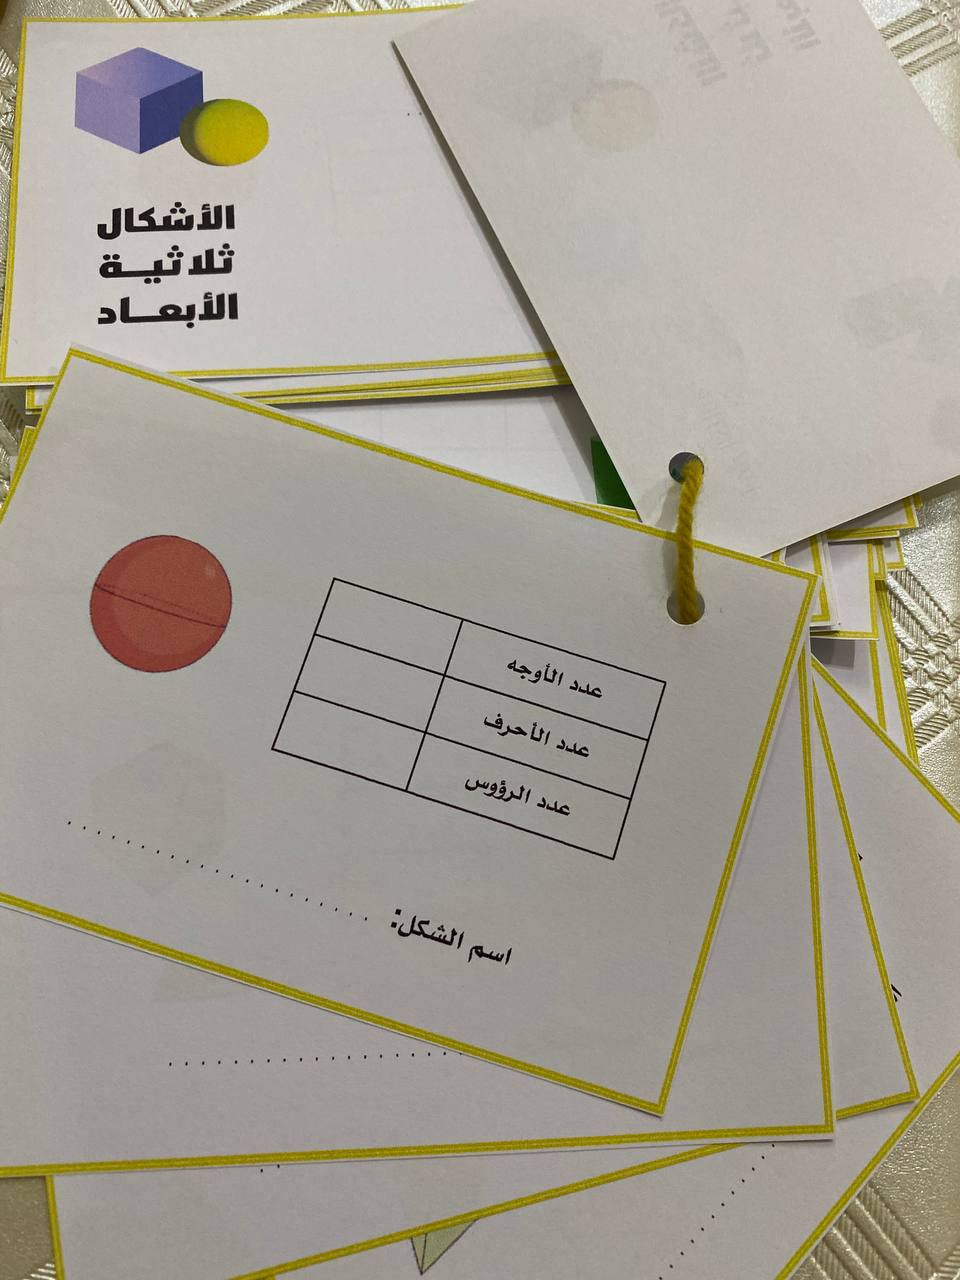 الأشكال
ثلاثية
الأبعاد
عدد الأوجه
عدد الأحرف
عدد الرؤوس
اسم الشكل: ....................